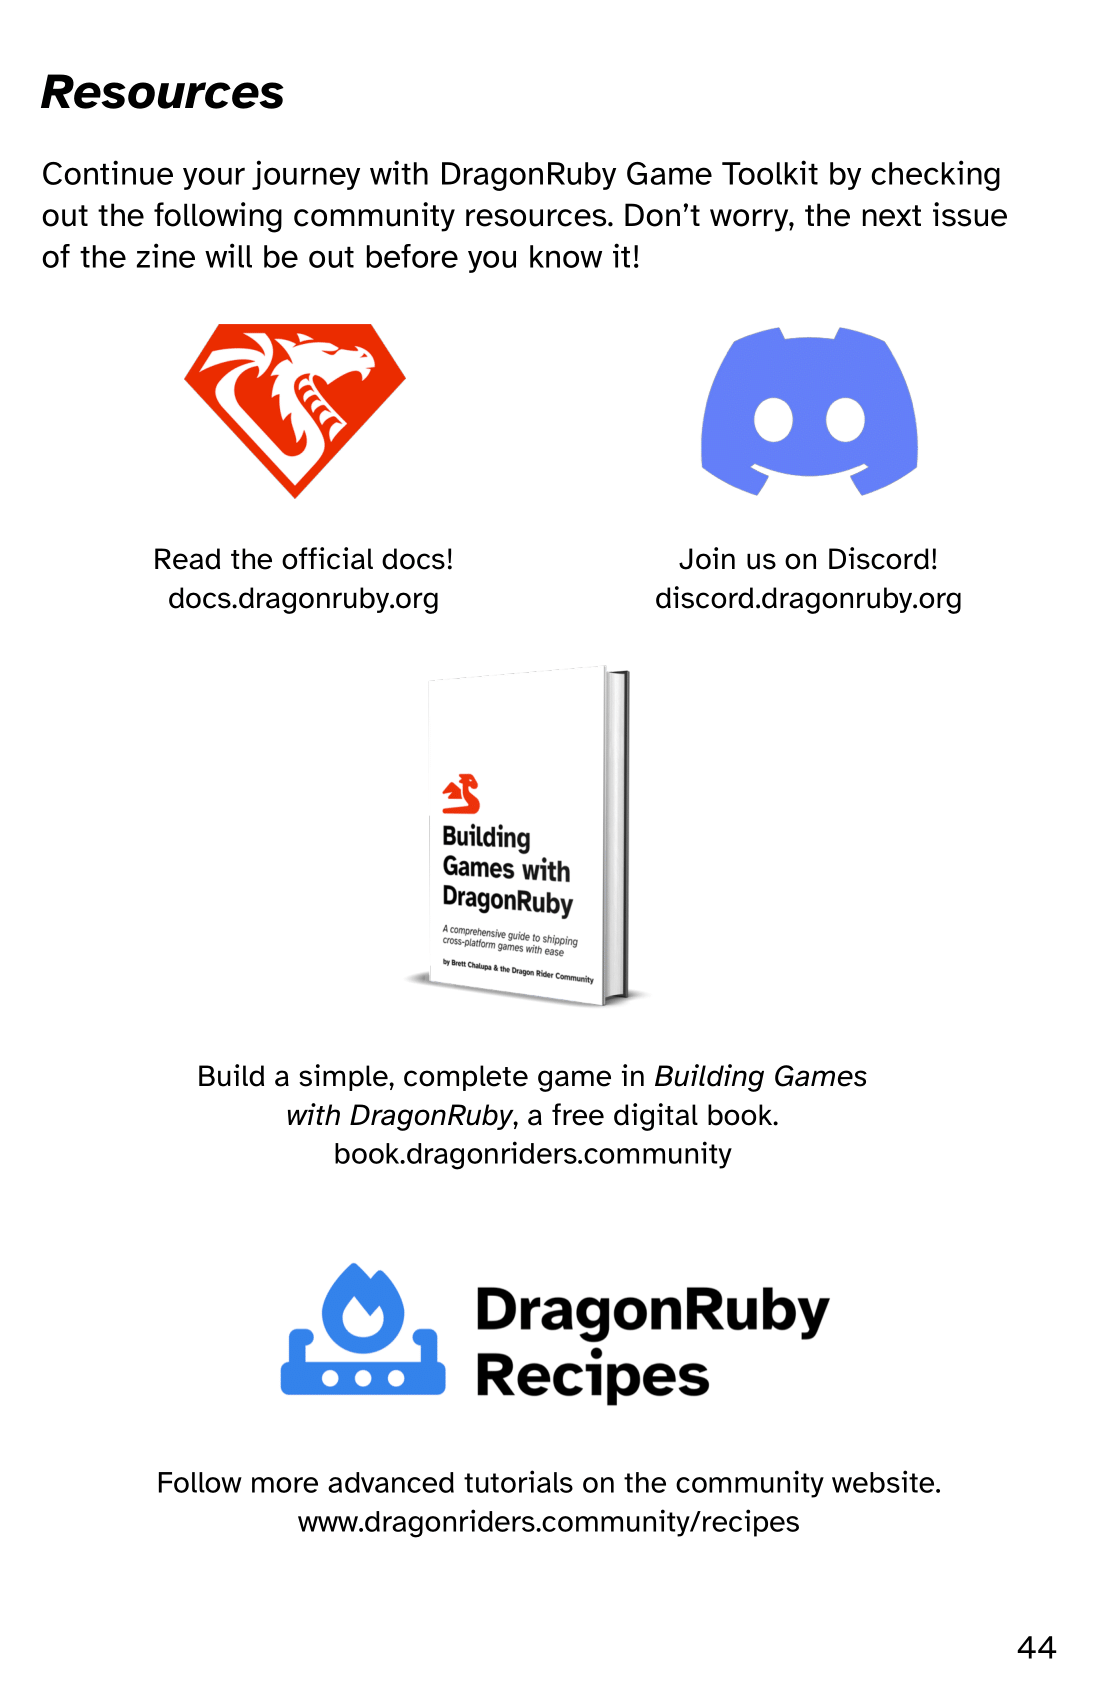 Resources
Continue your journey with DragonRuby Game Toolkit by checking
out the following community resources. Don’t worry, the next issue
of the zine will be out before you know it!
Read the official docs!
docs.dragonruby.org
Join us on Discord!
discord.dragonruby.org
Building
Games with
DragonRuby
A comprehensive guide to shipping
cross-platform games with ease
by Brett Chalupa & the Dragon Rider Community
Build a simple, complete game in Building Games
with DragonRuby, a free digital book.
book.dragonriders.community
DragonRuby
Recipes
Follow more advanced tutorials on the community website.
www.dragonriders.community/recipes
44